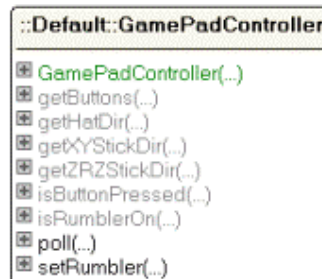 ::Default::GamePadController
GamePadController(...)
getButtons(...)
getHatDir(...)
getXYStickDir(...)
getZRZStickDir(...)
isButtonPressed(...)
isRumblerOn(...)
poll(...)
setRumbler(...)